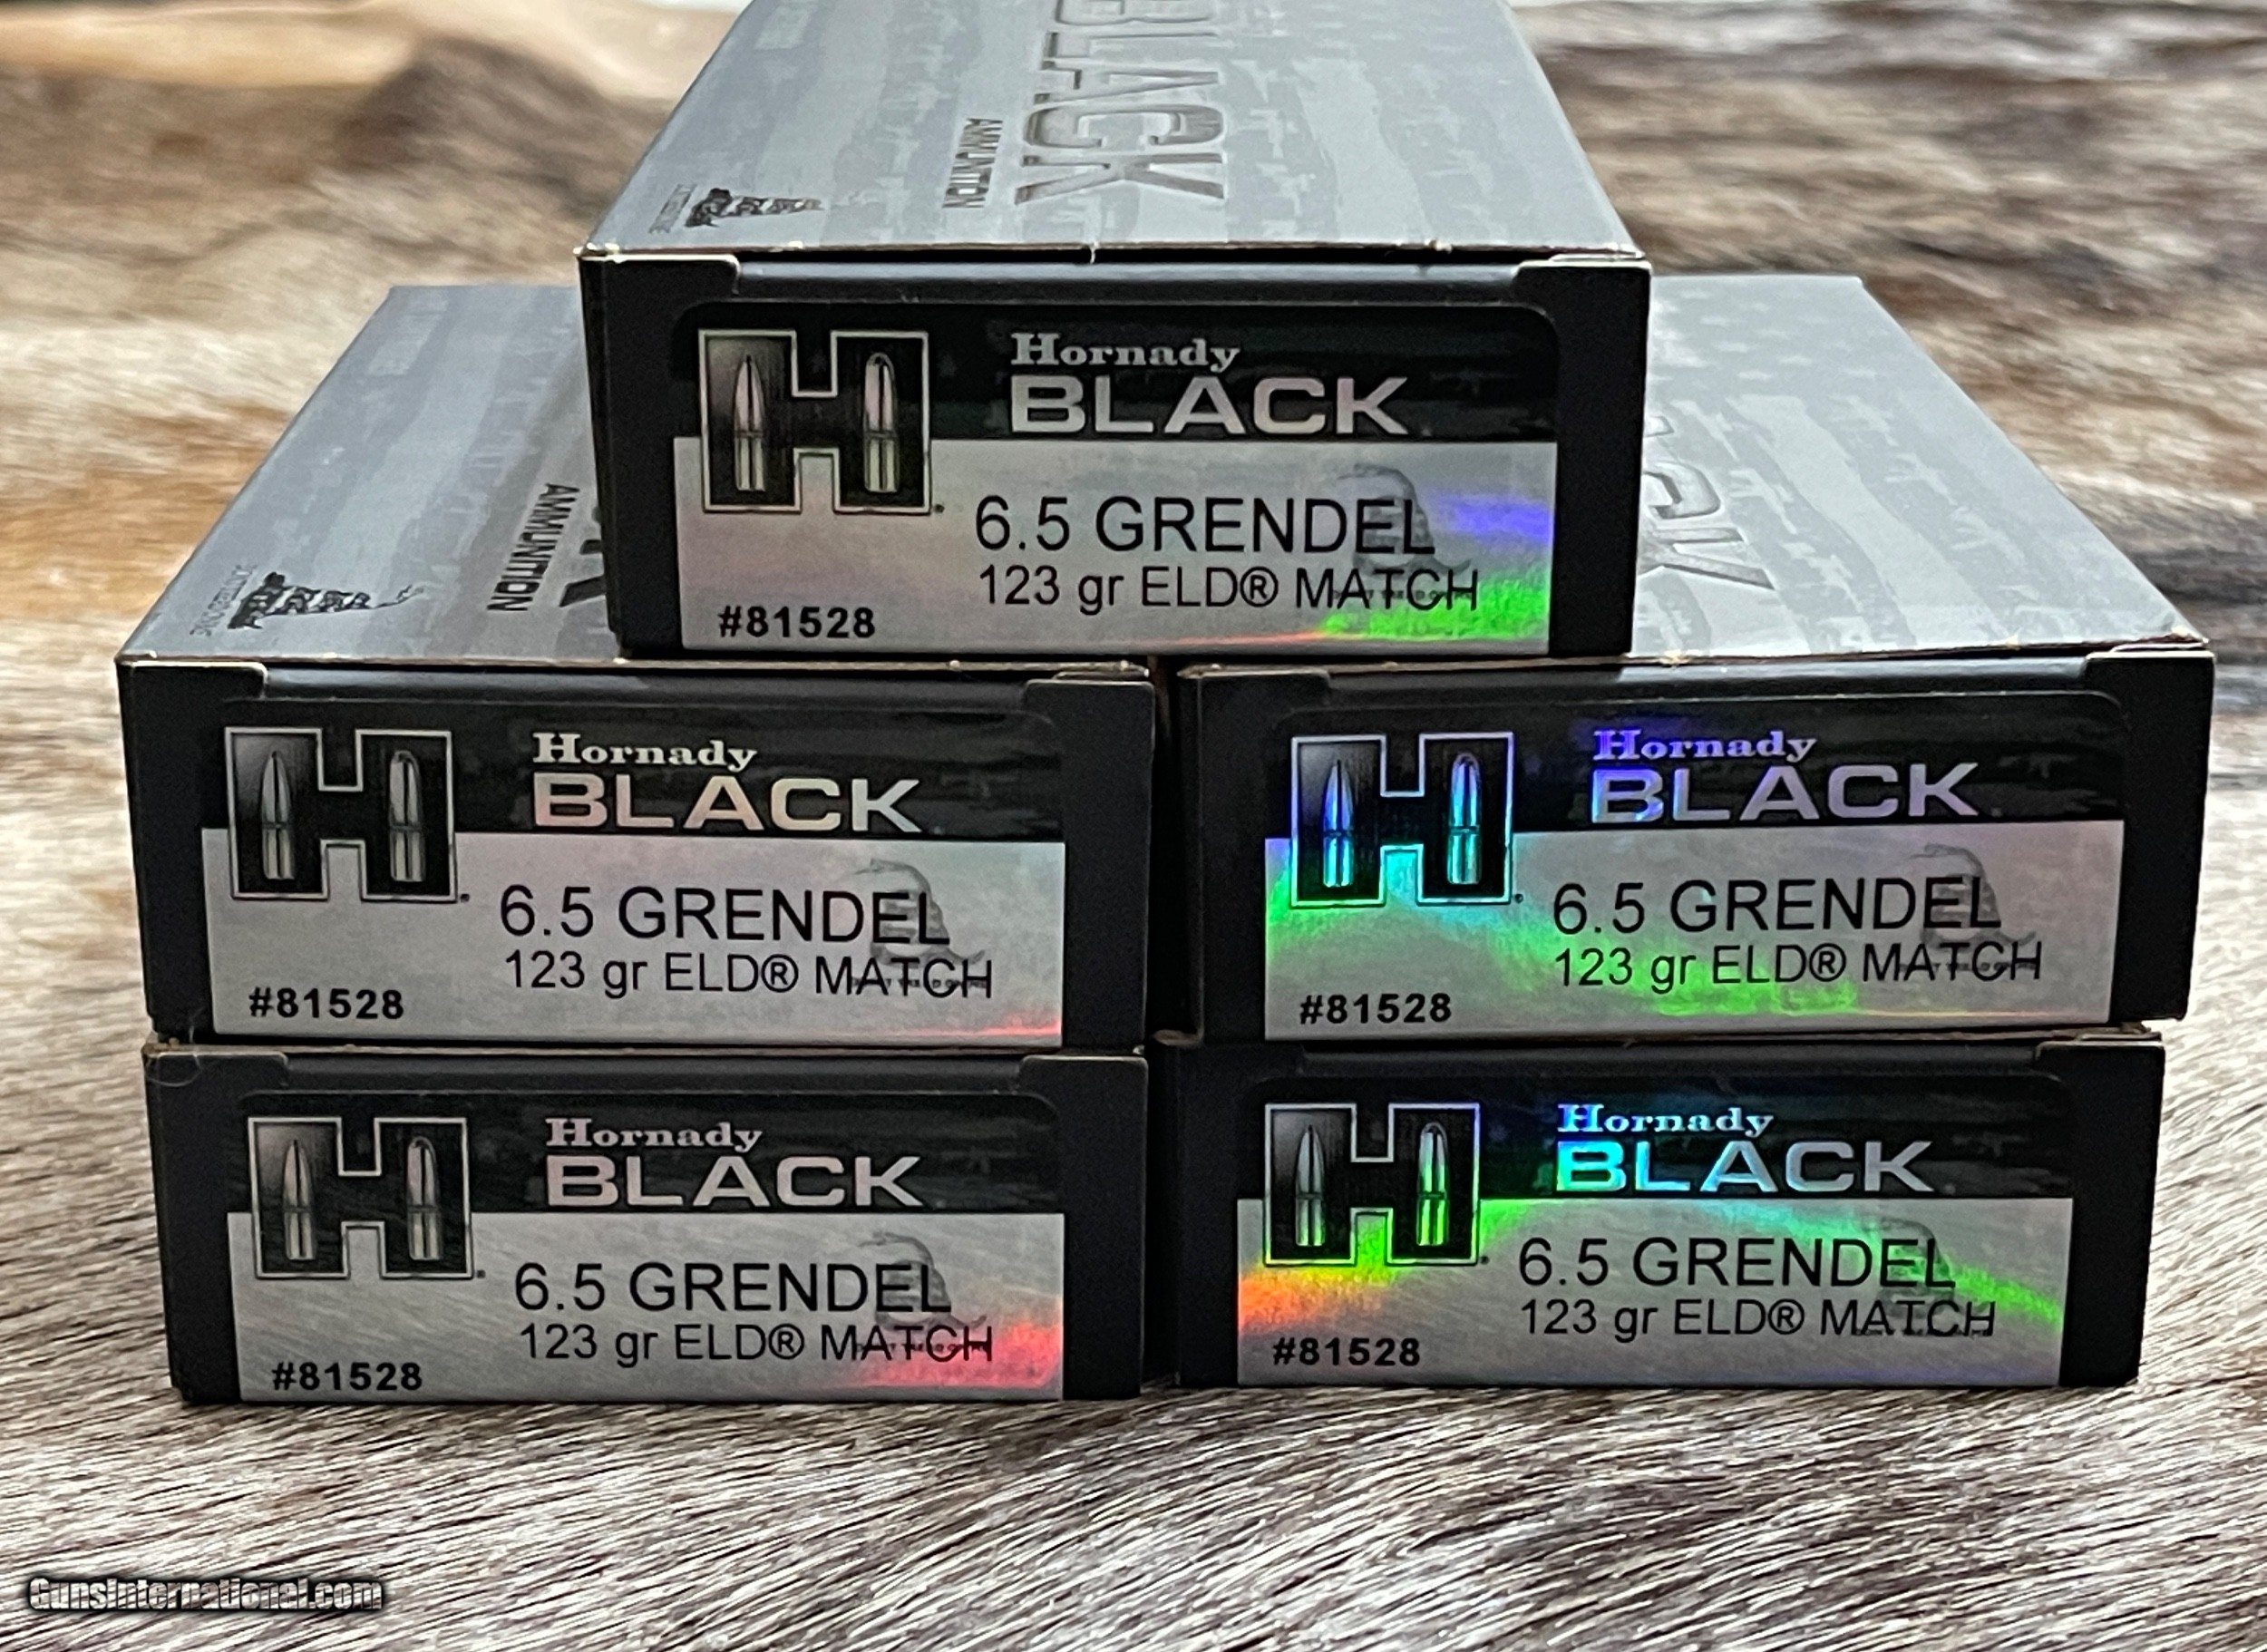 BLACK
AMMUNITION
Hornady
BLACK
H
6.5 GRENDEL
123 gr ELD® MATCH
#81528
CK
AMMUNITION
Hornady
BLACK
H
6.5 GRENDEL
123 gr ELD® MATCH
#81528
Hornady
BLACK
H
6.5 GRENDEL
123 gr ELD® MATCH
#81528
Hornady
BLACK
H
6.5 GRENDEL
123 gr ELD® MATCH
#81528
Hornady
BLACK
H
6.5 GRENDEL
123 gr ELD® MATCH
#81528
GunsInternational.com